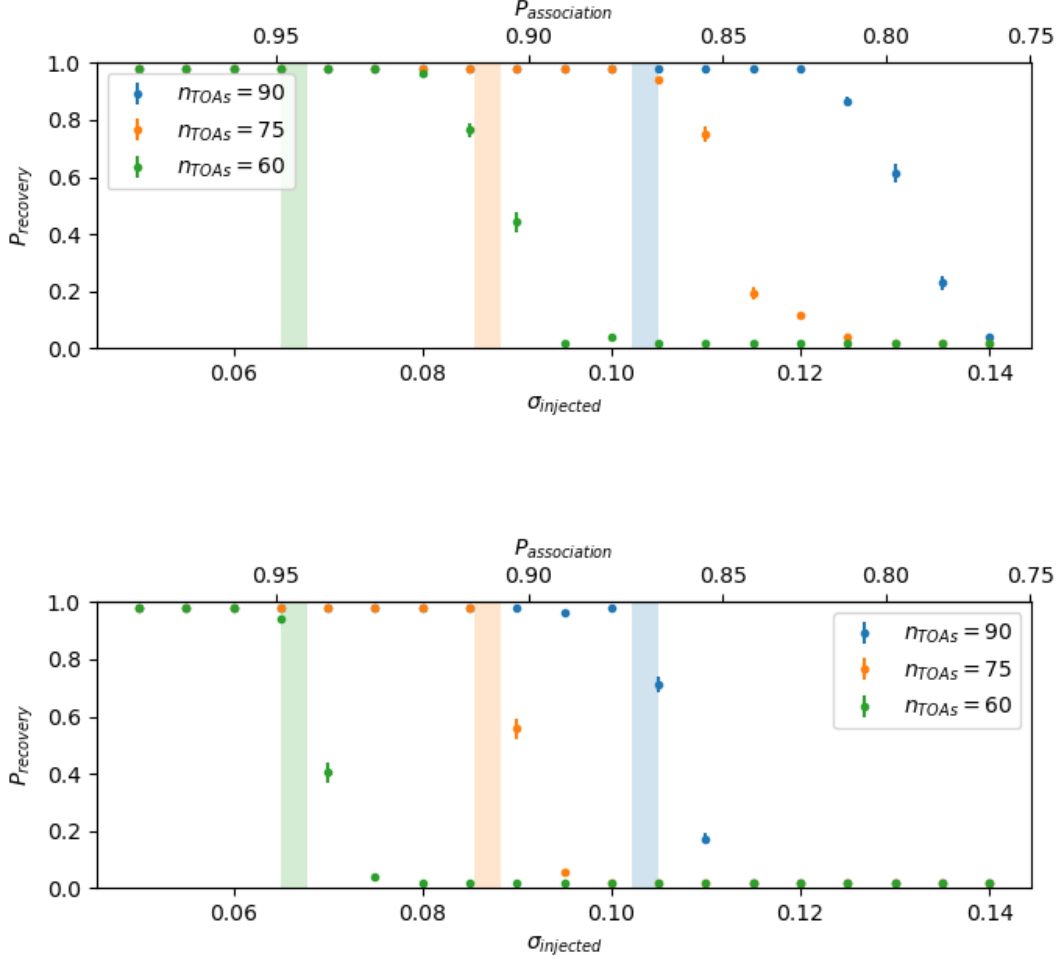 P_association
0.95 0.90 0.85 0.80 0.75
1.0
0.8
0.6
0.4
0.2
0.0
P_recovery
n_TOAs = 90
n_TOAs = 75
n_TOAs = 60
0.06 0.08 0.10 0.12 0.14
σ_injected
P_association
0.95 0.90 0.85 0.80 0.75
1.0
0.8
0.6
0.4
0.2
0.0
P_recovery
n_TOAs = 90
n_TOAs = 75
n_TOAs = 60
0.06 0.08 0.10 0.12 0.14
σ_injected